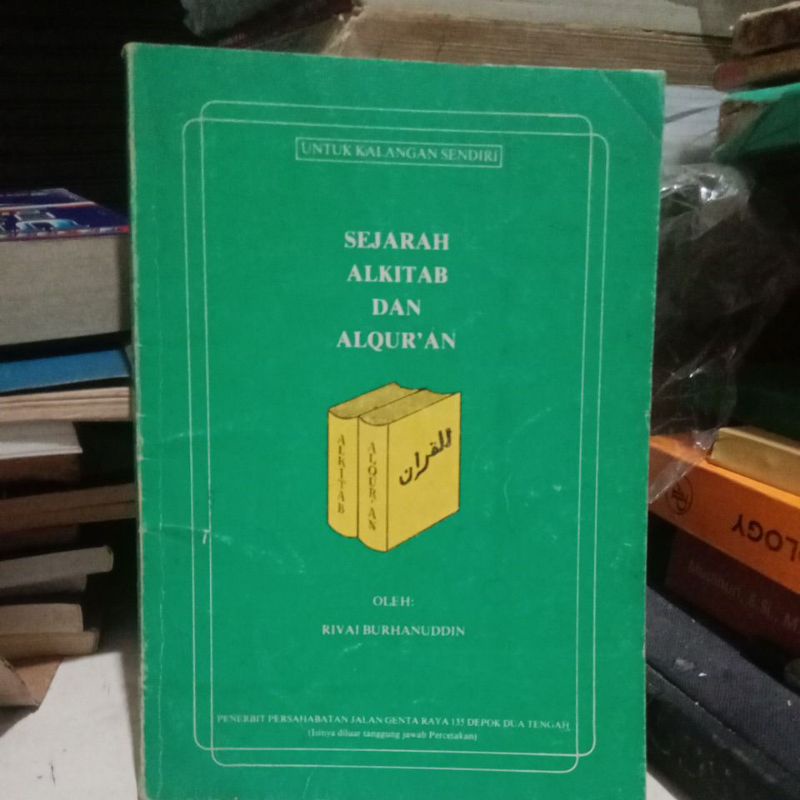 UNTUK KALANGAN SENDIRI
SEJARAH
ALKITAB
DAN
ALQUR'AN
ALKITAB
ALQUR'AN
القران
OLEH:
RIVAI BURHANUDDIN
PENERBIT PERSAHABATAN JALAN GENTA RAYA 135 DEPOK DUA TENGAH
(Isinya diluar tanggung jawab Percetakan)
OLOGY